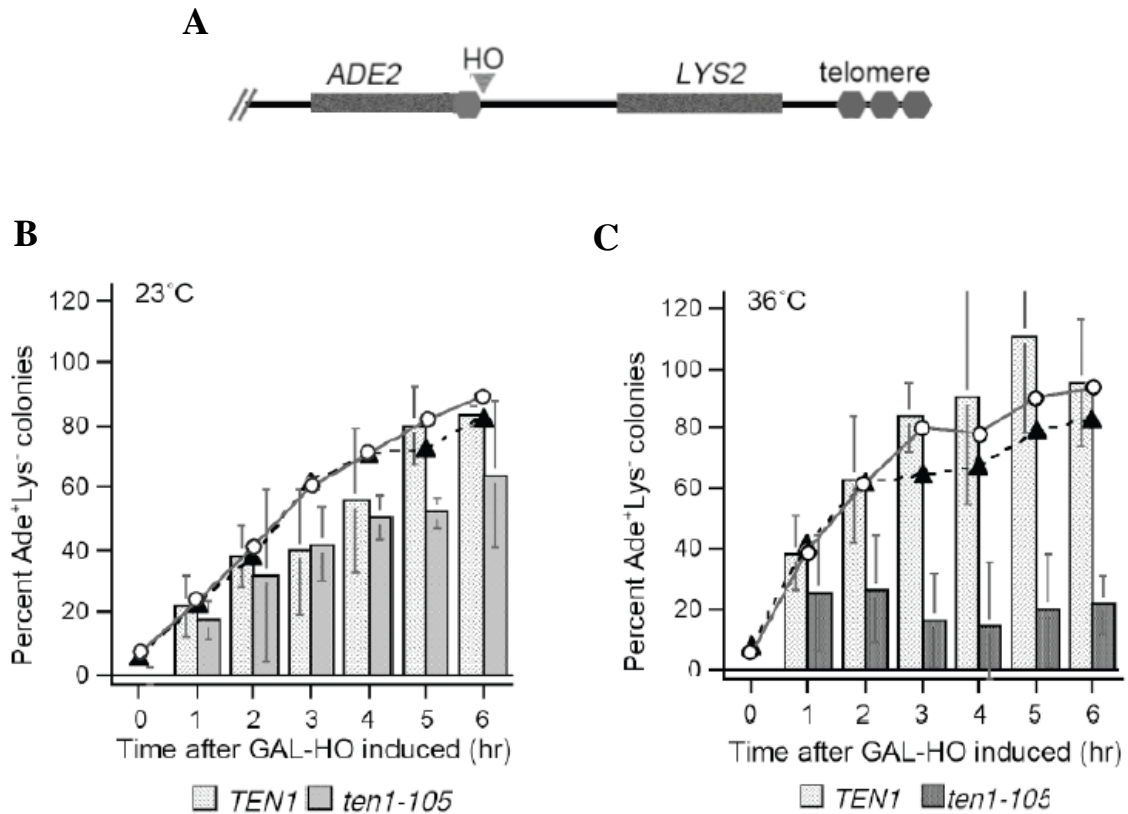 A
HO
ADE2 LYS2 telomere
B
23°C
120
100
80
60
40
20
0
Percent Ade⁺Lys⁻ colonies
0 1 2 3 4 5 6
Time after GAL-HO induced (hr)
TEN1 ten1-105
C
36°C
120
100
80
60
40
20
0
Percent Ade⁺Lys⁻ colonies
0 1 2 3 4 5 6
Time after GAL-HO induced (hr)
TEN1 ten1-105